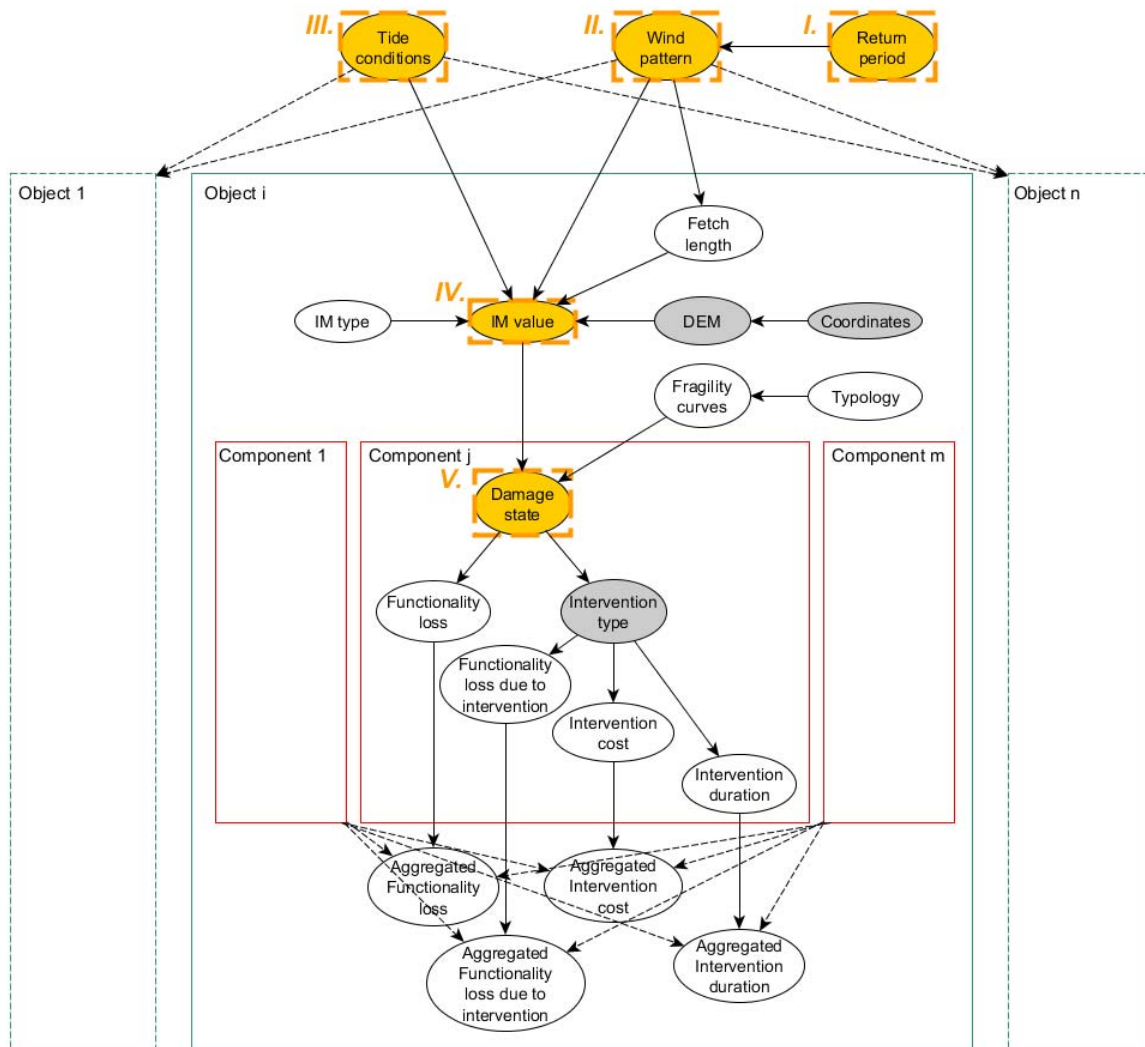 III.
Tide
conditions
II.
Wind
pattern
I.
Return
period
Object 1
Object i
Object n
Fetch
length
IV.
IM type
IM value
DEM
Coordinates
Fragility
curves
Typology
Component 1
Component j
Component m
V.
Damage
state
Functionality
loss
Intervention
type
Functionality
loss due to
intervention
Intervention
cost
Intervention
duration
Aggregated
Functionality
loss
Aggregated
Intervention
cost
Aggregated
Functionality
loss due to
intervention
Aggregated
Intervention
duration